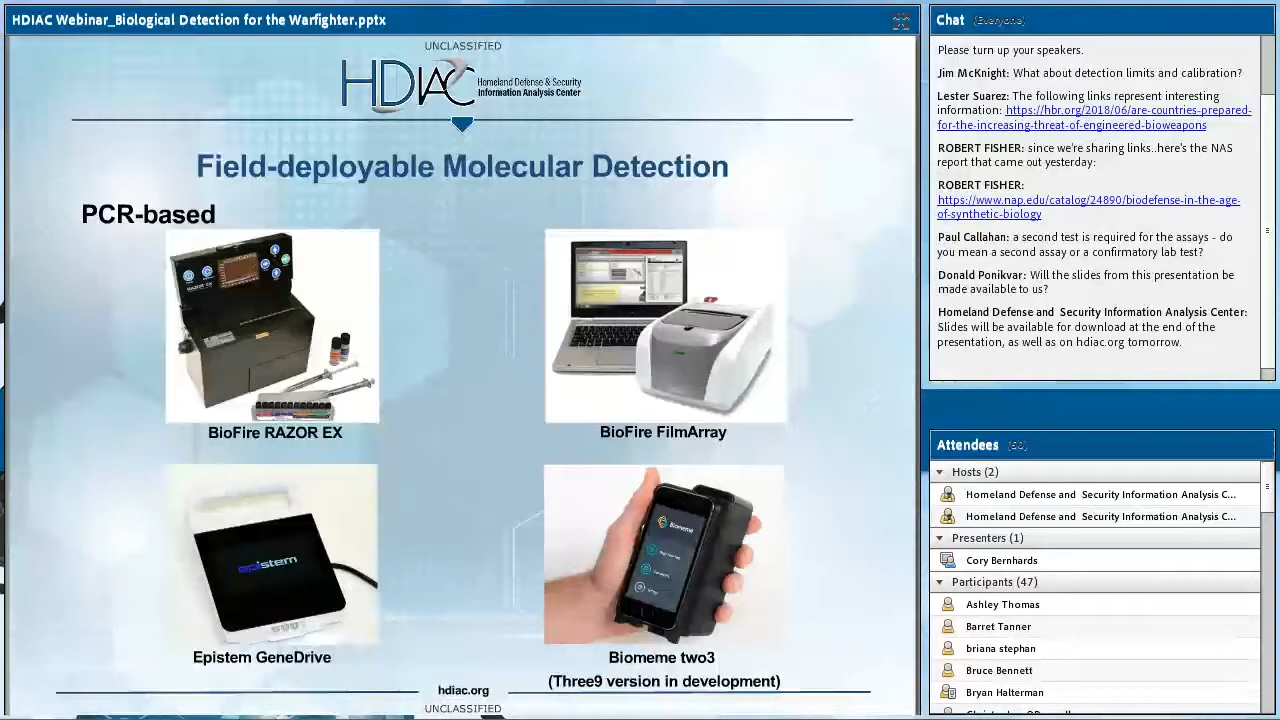 HDIAC Webinar_Biological Detection for the Warfighter.pptx
UNCLASSIFIED
HDIAC
Homeland Defense & Security
Information Analysis Center
Field-deployable Molecular Detection
PCR-based
RAZOR EX
BioFire RAZOR EX
BioFire FilmArray
epistem
Biomeme
Epistem GeneDrive
Biomeme two3
(Three9 version in development)
hdiac.org
UNCLASSIFIED
Chat (Everyone)
Please turn up your speakers.
Jim McKnight: What about detection limits and calibration?
Lester Suarez: The following links represent interesting
information: https://hbr.org/2018/06/are-countries-prepared-
for-the-increasing-threat-of-engineered-bioweapons
ROBERT FISHER: since we're sharing links..here's the NAS
report that came out yesterday:
ROBERT FISHER:
https://www.nap.edu/catalog/24890/biodefense-in-the-age-
of-synthetic-biology
Paul Callahan: a second test is required for the assays - do
you mean a second assay or a confirmatory lab test?
Donald Ponikvar: Will the slides from this presentation be
made available to us?
Homeland Defense and Security Information Analysis Center:
Slides will be available for download at the end of the
presentation, as well as on hdiac.org tomorrow.
Attendees
Hosts (2)
Homeland Defense and Security Information Analysis C...
Homeland Defense and Security Information Analysis C...
Presenters (1)
Cory Bernhards
Participants (47)
Ashley Thomas
Barret Tanner
briana stephan
Bruce Bennett
Bryan Halterman